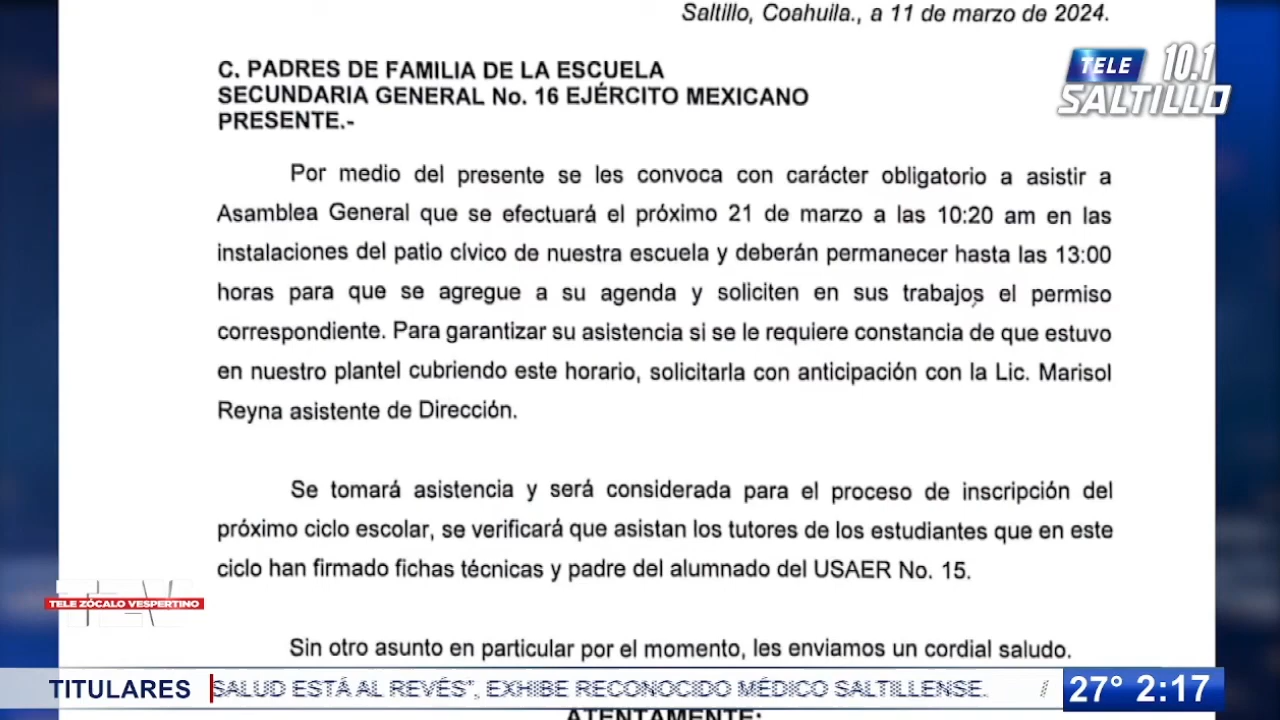 Saltillo, Coahuila., a 11 de marzo de 2024.
TELE 10.1
SALTILLO
C. PADRES DE FAMILIA DE LA ESCUELA
SECUNDARIA GENERAL No. 16 EJÉRCITO MEXICANO
PRESENTE.-
Por medio del presente se les convoca con carácter obligatorio a asistir a
Asamblea General que se efectuará el próximo 21 de marzo a las 10:20 am en las
instalaciones del patio cívico de nuestra escuela y deberán permanecer hasta las 13:00
horas para que se agregue a su agenda y soliciten en sus trabajos el permiso
correspondiente. Para garantizar su asistencia si se le requiere constancia de que estuvo
en nuestro plantel cubriendo este horario, solicitarla con anticipación con la Lic. Marisol
Reyna asistente de Dirección.
Se tomará asistencia y será considerada para el proceso de inscripción del
próximo ciclo escolar, se verificará que asistan los tutores de los estudiantes que en este
ciclo han firmado fichas técnicas y padre del alumnado del USAER No. 15.
TELE ZÓCALO VESPERTINO
Sin otro asunto en particular por el momento, les enviamos un cordial saludo.
TITULARES SALUD ESTÁ AL REVÉS", EXHIBE RECONOCIDO MÉDICO SALTILLENSE. / 27° 2:17
ATENTAMENTE: